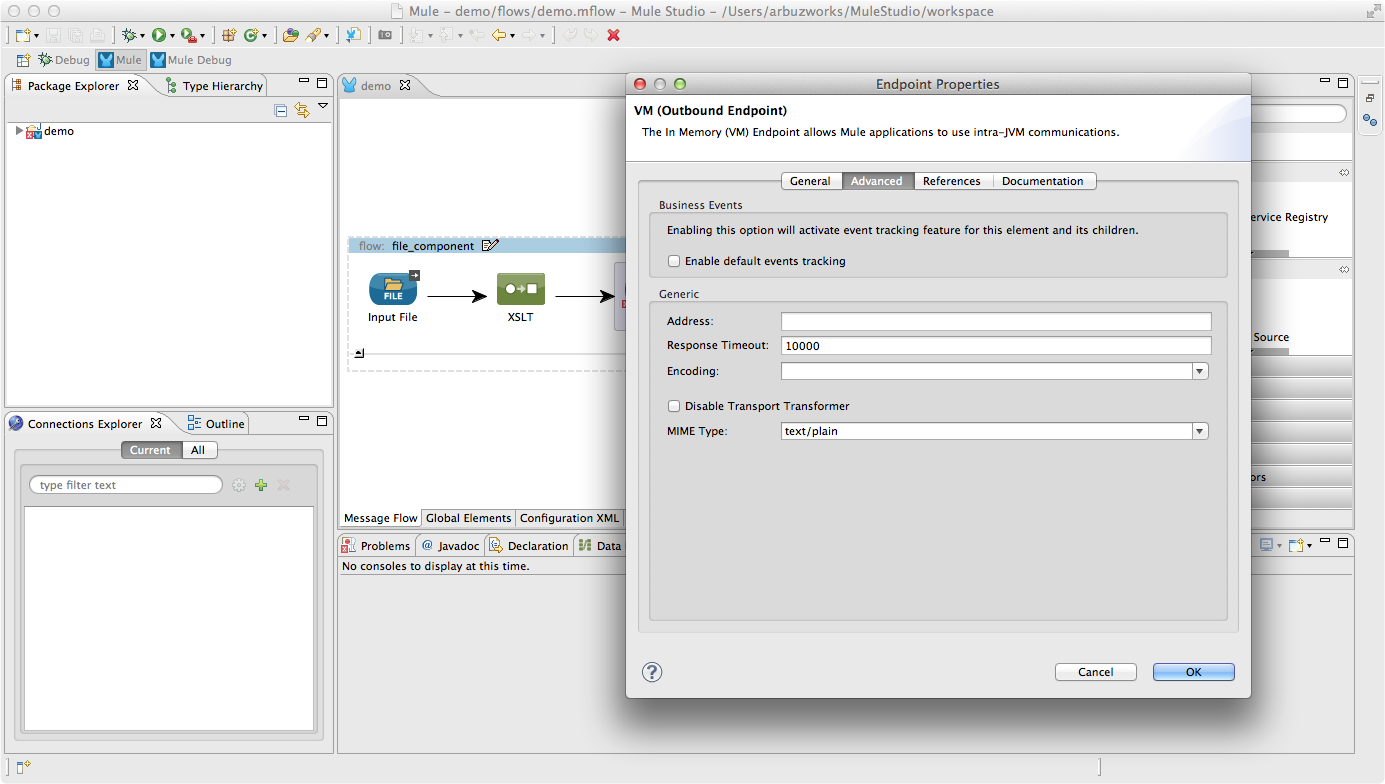 Mule – demo/flows/demo.mflow – Mule Studio – /Users/arbuzworks/MuleStudio/workspace
Debug Mule Mule Debug
Package Explorer Type Hierarchy
demo
demo
flow: file_component
FILE
Input File
XSLT
Message Flow Global Elements Configuration XML
Connections Explorer Outline
Current All
type filter text
Problems @ Javadoc Declaration Data
No consoles to display at this time.
Endpoint Properties
VM (Outbound Endpoint)
The In Memory (VM) Endpoint allows Mule applications to use intra-JVM communications.
General Advanced References Documentation
Business Events
Enabling this option will activate event tracking feature for this element and its children.
Enable default events tracking
Generic
Address:
Response Timeout: 10000
Encoding:
Disable Transport Transformer
MIME Type: text/plain
? Cancel OK
ervice Registry
Source
ors